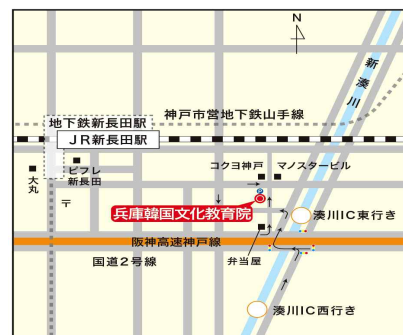 N
新湊川
神戸市営地下鉄山手線
地下鉄新長田駅
JR新長田駅
コクヨ神戸
マノスタービル
ピフレ
新長田
大丸
〒
兵庫韓国文化教育院
湊川IC東行き
阪神高速神戸線
国道2号線
弁当屋
湊川IC西行き